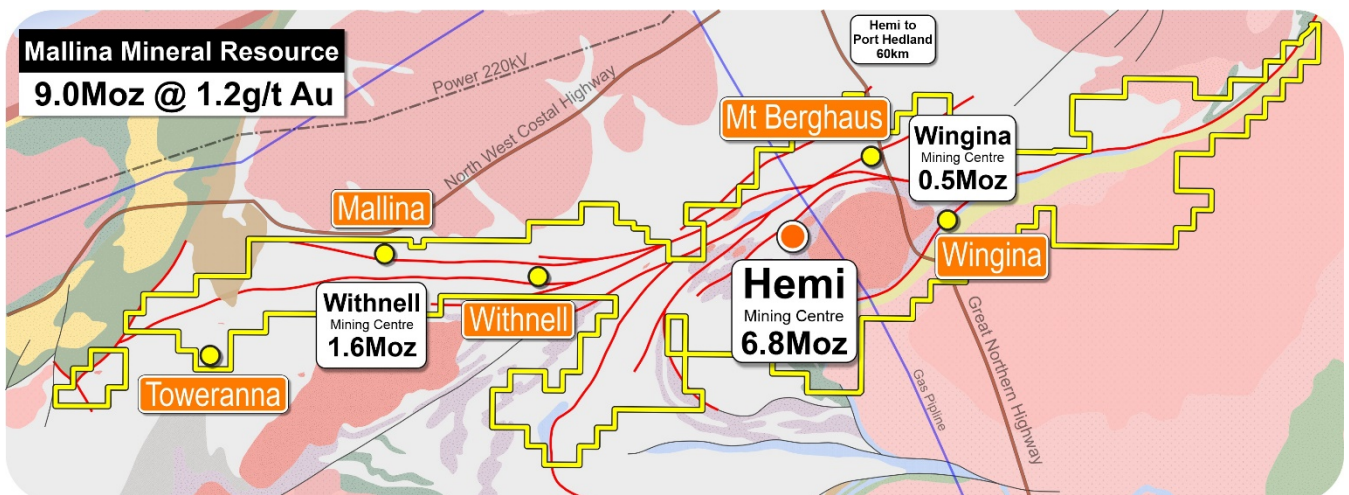 Mallina Mineral Resource
9.0Moz @ 1.2g/t Au
Power 220kV
North West Costal Highway
Hemi to
Port Hedland
60km
Mt Berghaus
Wingina
Mining Centre
0.5Moz
Mallina
Withnell
Mining Centre
1.6Moz
Withnell
Hemi
Mining Centre
6.8Moz
Wingina
Toweranna
Gas Pipline
Great Northern Highway